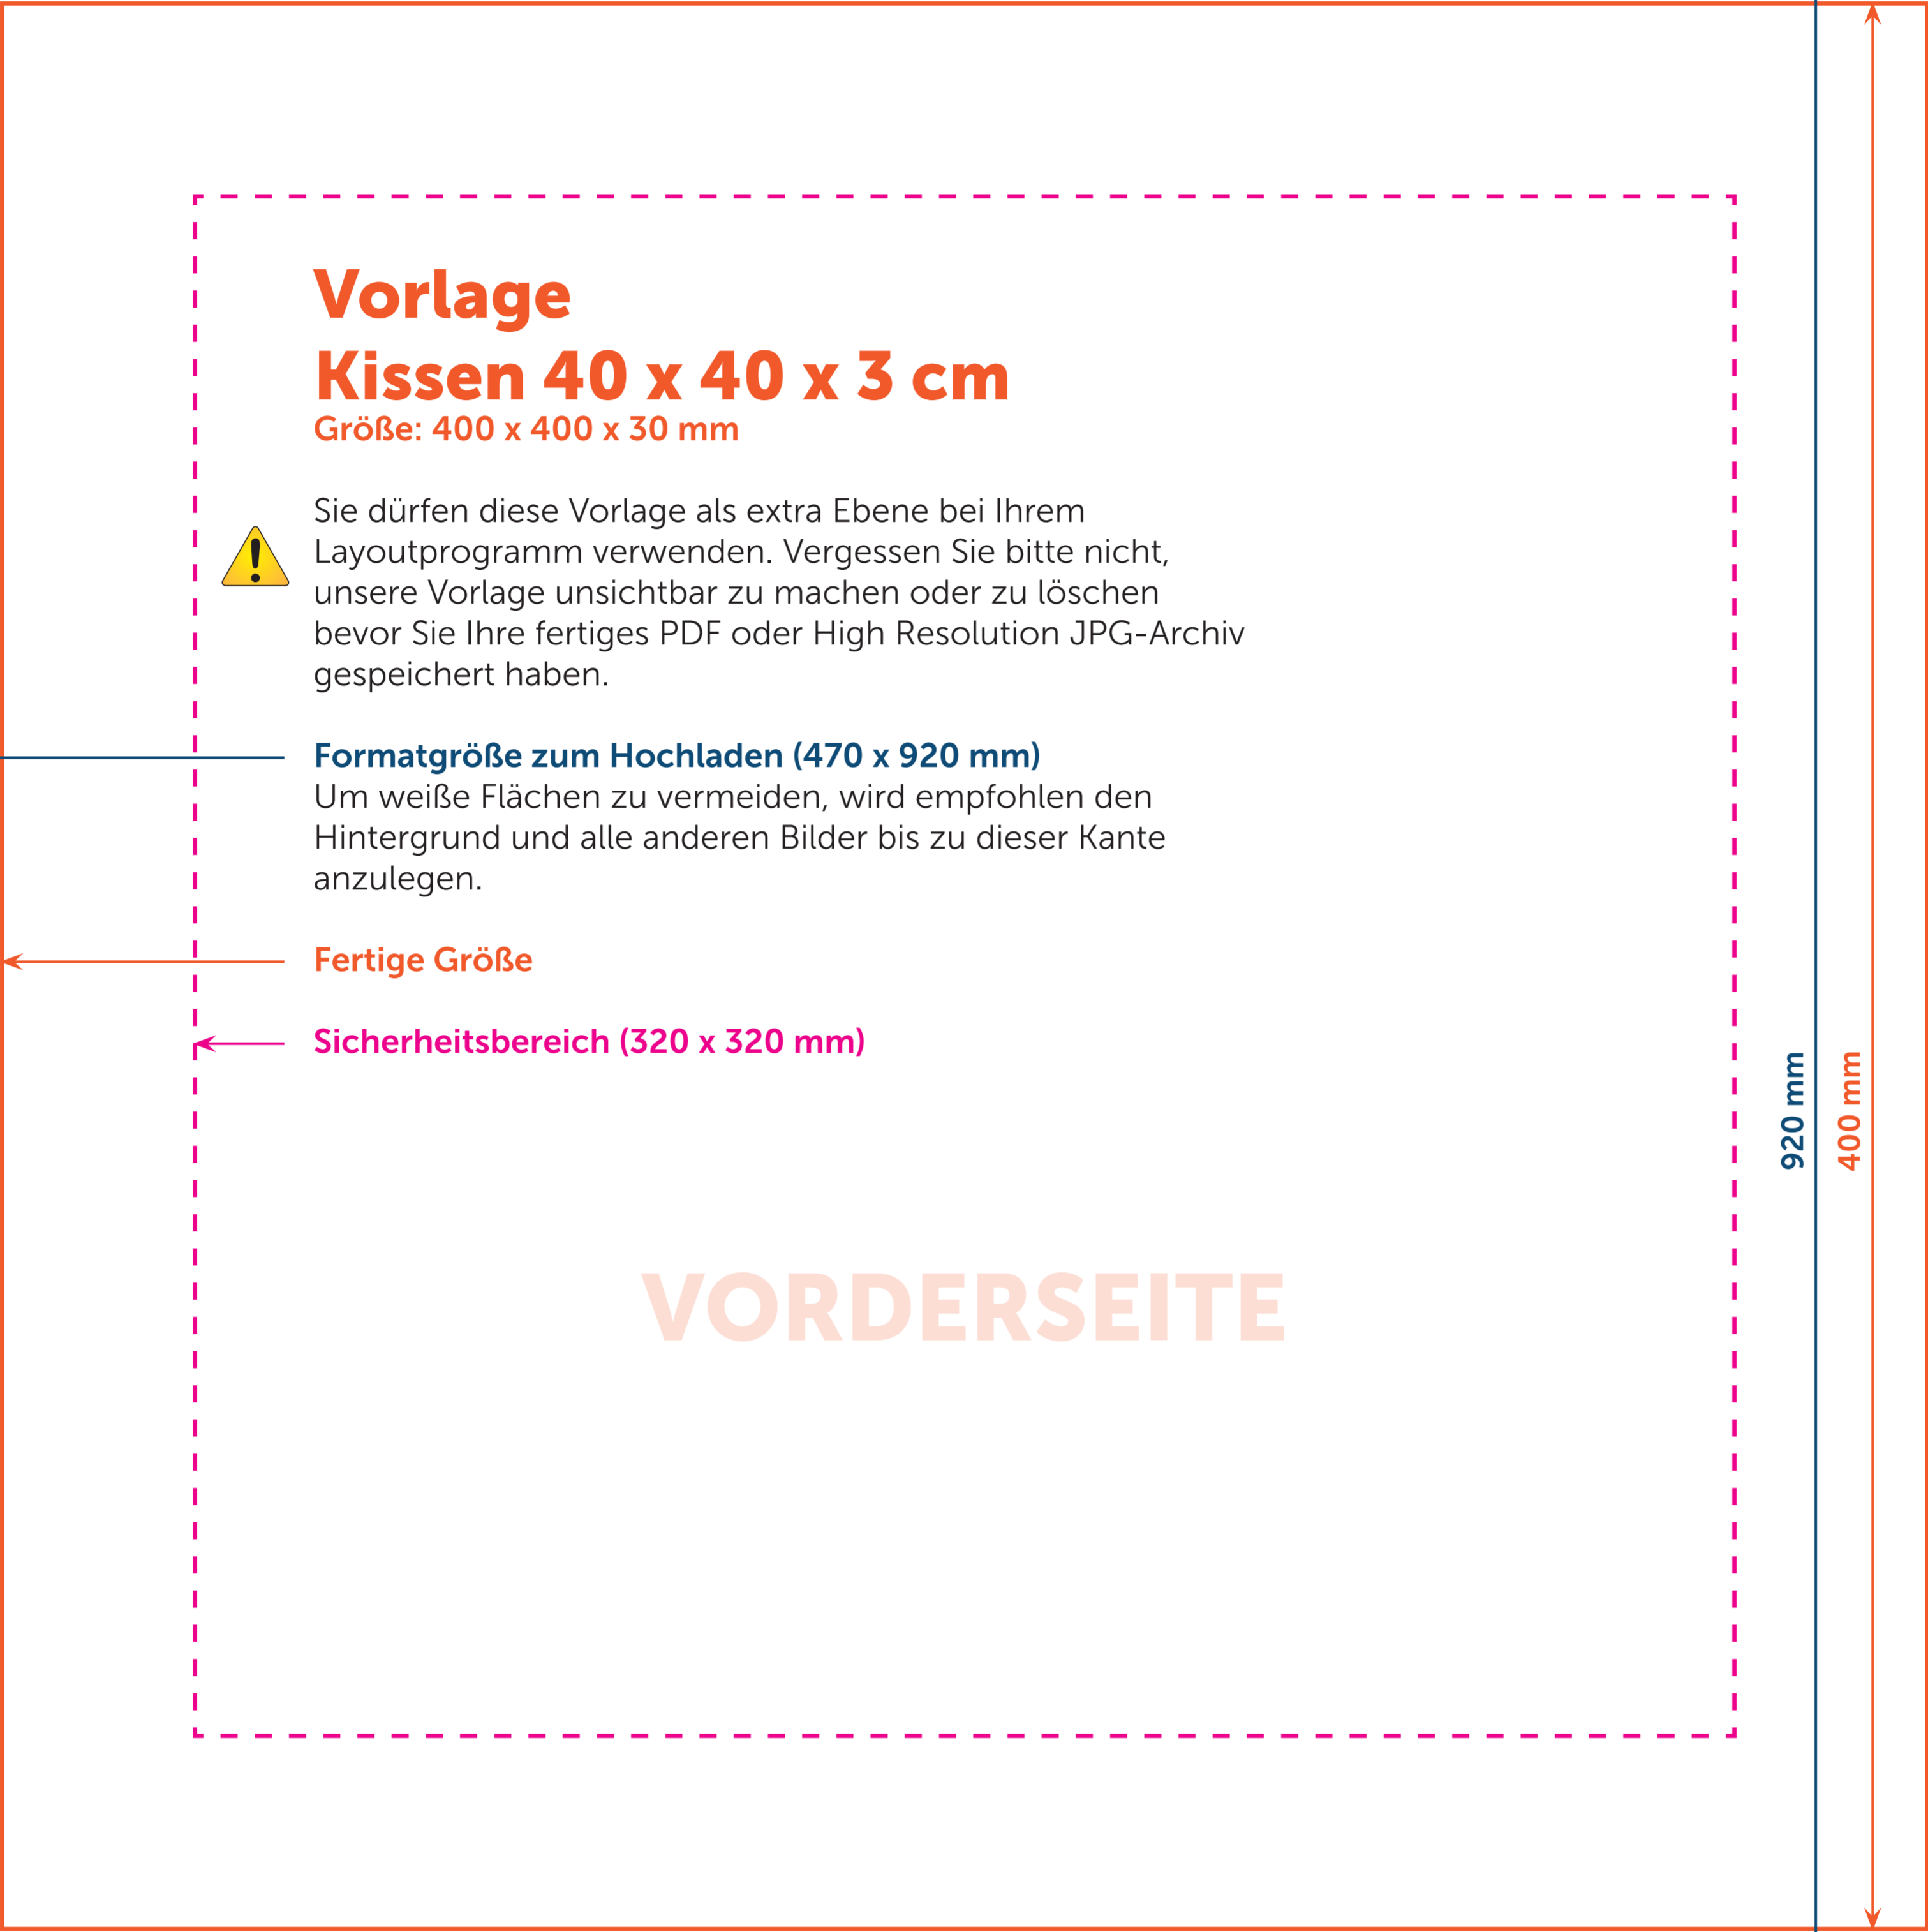 Vorlage
Kissen 40 x 40 x 3 cm
Größe: 400 x 400 x 30 mm
Sie dürfen diese Vorlage als extra Ebene bei Ihrem
Layoutprogramm verwenden. Vergessen Sie bitte nicht,
unsere Vorlage unsichtbar zu machen oder zu löschen
bevor Sie Ihre fertiges PDF oder High Resolution JPG-Archiv
gespeichert haben.
Formatgröße zum Hochladen (470 x 920 mm)
Um weiße Flächen zu vermeiden, wird empfohlen den
Hintergrund und alle anderen Bilder bis zu dieser Kante
anzulegen.
Fertige Größe
Sicherheitsbereich (320 x 320 mm)
920 mm
400 mm
VORDERSEITE